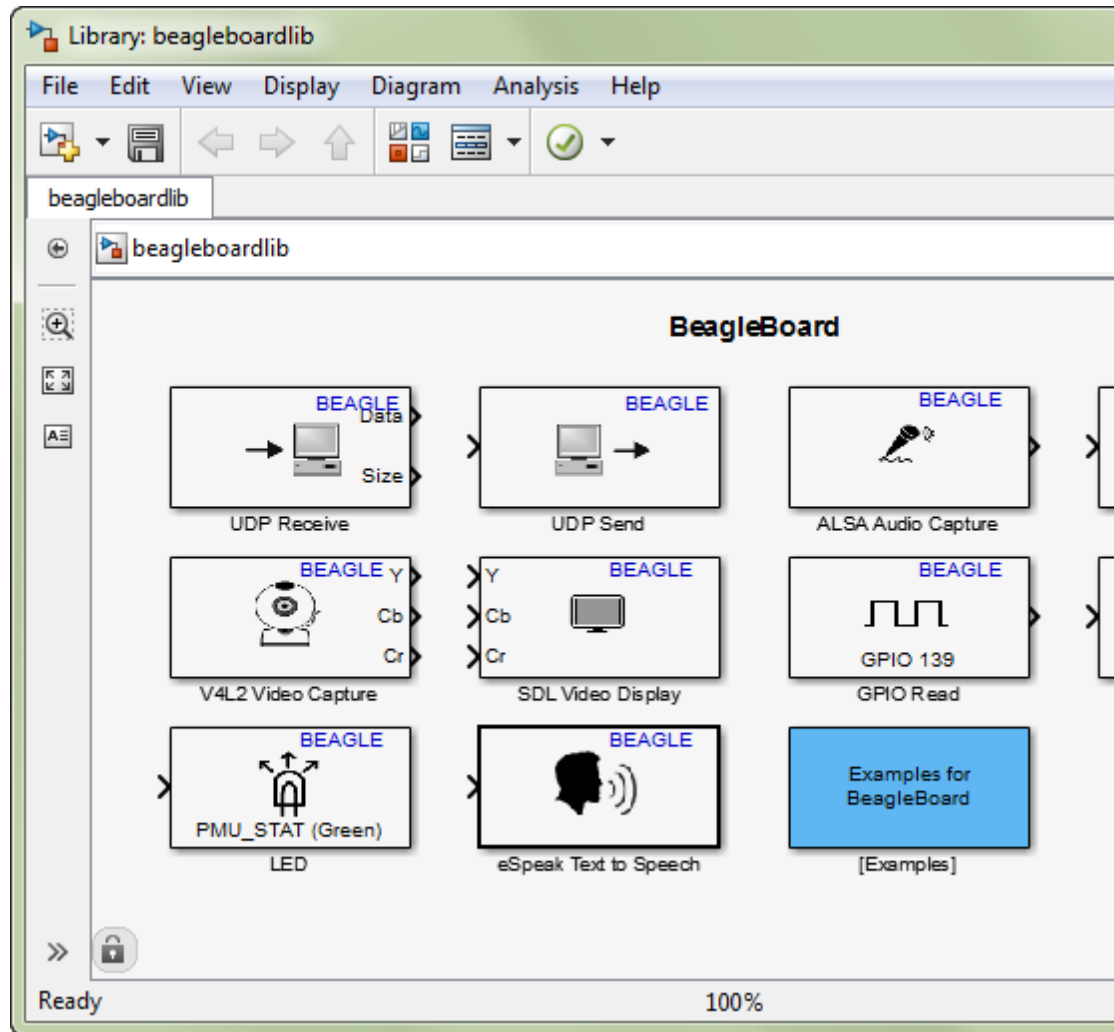 Library: beagleboardlib
File Edit View Display Diagram Analysis Help
beagleboardlib
beagleboardlib
BeagleBoard
BEAGLE
Data
Size
UDP Receive
BEAGLE
UDP Send
BEAGLE
ALSA Audio Capture
BEAGLE
Y
Cb
Cr
V4L2 Video Capture
Y
Cb
Cr
BEAGLE
SDL Video Display
BEAGLE
GPIO 139
GPIO Read
BEAGLE
PMU_STAT (Green)
LED
BEAGLE
eSpeak Text to Speech
Examples for
BeagleBoard
[Examples]
Ready 100%